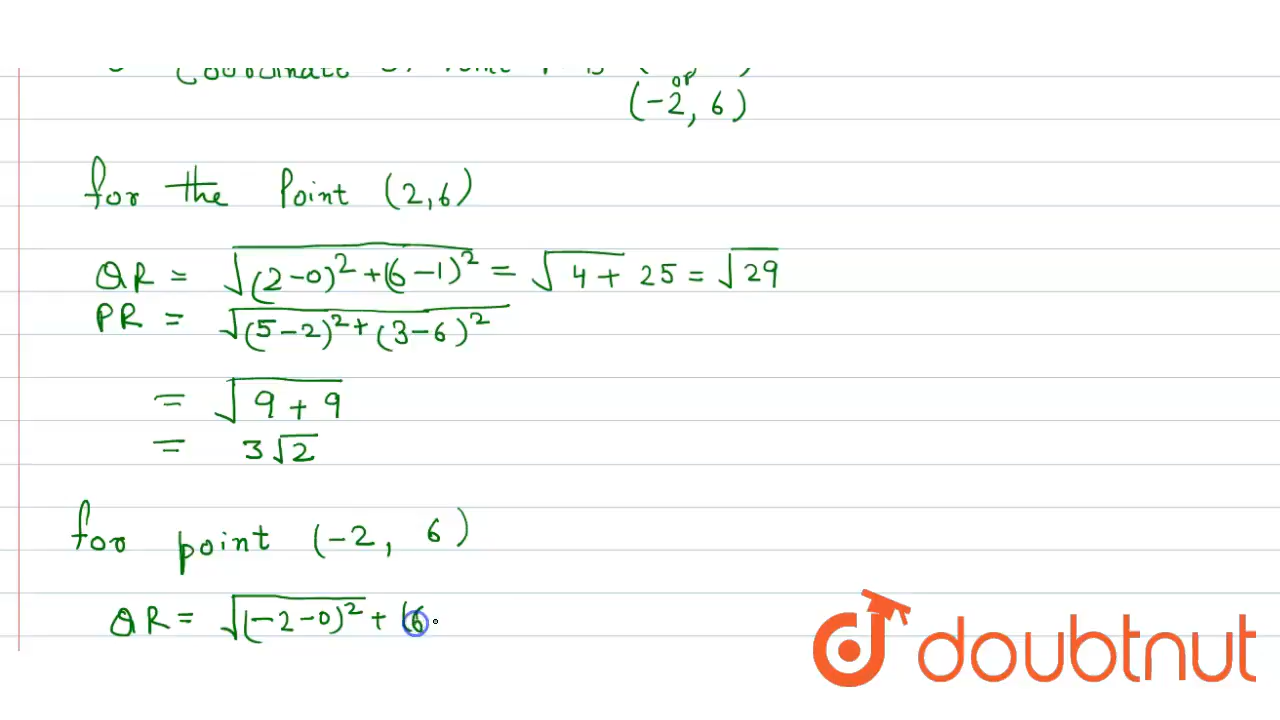 or
(-2, 6)
for the Point (2,6)
QR = √((2-0)²+(6-1)²) = √(4+25) = √29
PR = √((5-2)²+(3-6)²)
= √(9+9)
= 3√2
for point (-2, 6)
QR = √((-2-0)²) + (6
doubtnut